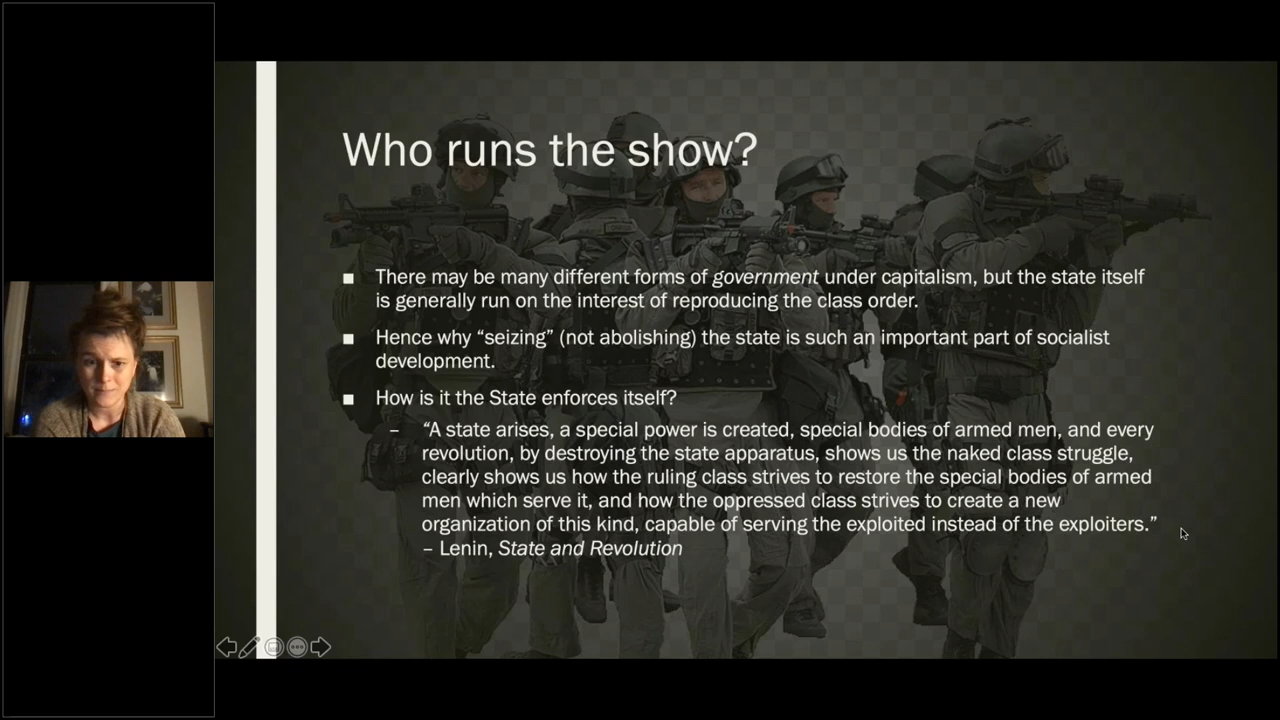 Who runs the show?
There may be many different forms of government under capitalism, but the state itself
is generally run on the interest of reproducing the class order.
Hence why “seizing” (not abolishing) the state is such an important part of socialist
development.
How is it the State enforces itself?
– “A state arises, a special power is created, special bodies of armed men, and every
revolution, by destroying the state apparatus, shows us the naked class struggle,
clearly shows us how the ruling class strives to restore the special bodies of armed
men which serve it, and how the oppressed class strives to create a new
organization of this kind, capable of serving the exploited instead of the exploiters.”
– Lenin, State and Revolution